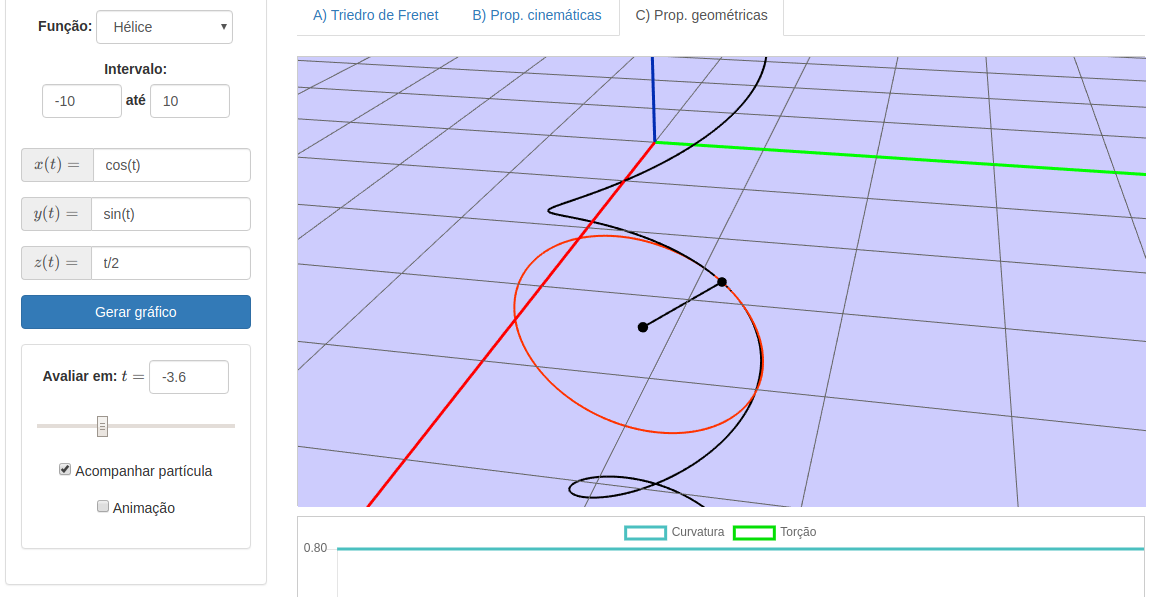 Função: Hélice
Intervalo:
-10 até 10
x(t) = cos(t)
y(t) = sin(t)
z(t) = t/2
Gerar gráfico
Avaliar em: t = -3.6
Acompanhar partícula
Animação
A) Triedro de Frenet B) Prop. cinemáticas C) Prop. geométricas
Curvatura Torção
0.80